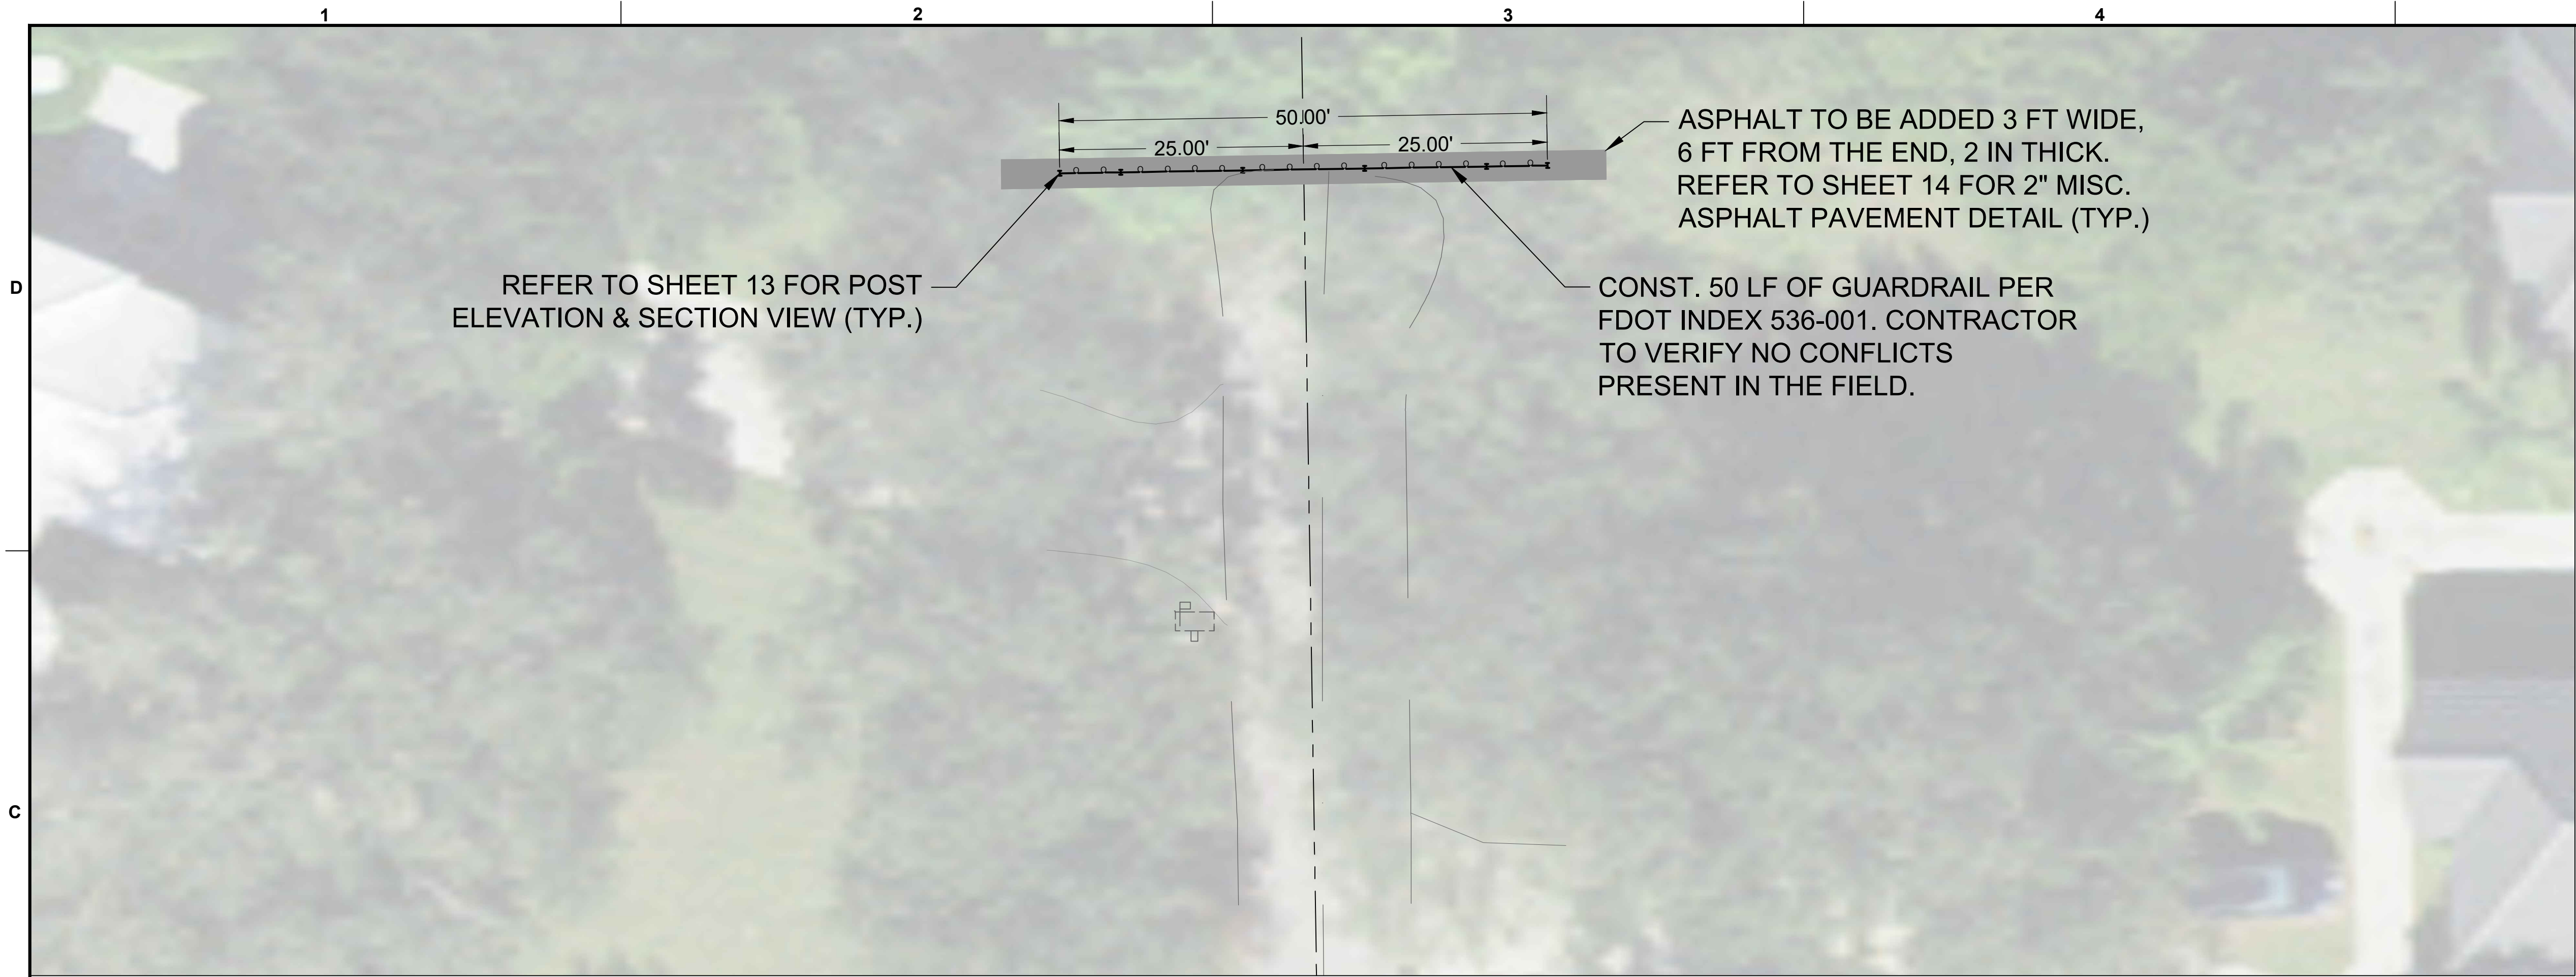 1 2 3 4
50.00'
25.00' 25.00'
ASPHALT TO BE ADDED 3 FT WIDE,
6 FT FROM THE END, 2 IN THICK.
REFER TO SHEET 14 FOR 2" MISC.
ASPHALT PAVEMENT DETAIL (TYP.)
D
REFER TO SHEET 13 FOR POST
ELEVATION & SECTION VIEW (TYP.)
CONST. 50 LF OF GUARDRAIL PER
FDOT INDEX 536-001. CONTRACTOR
TO VERIFY NO CONFLICTS
PRESENT IN THE FIELD.
C